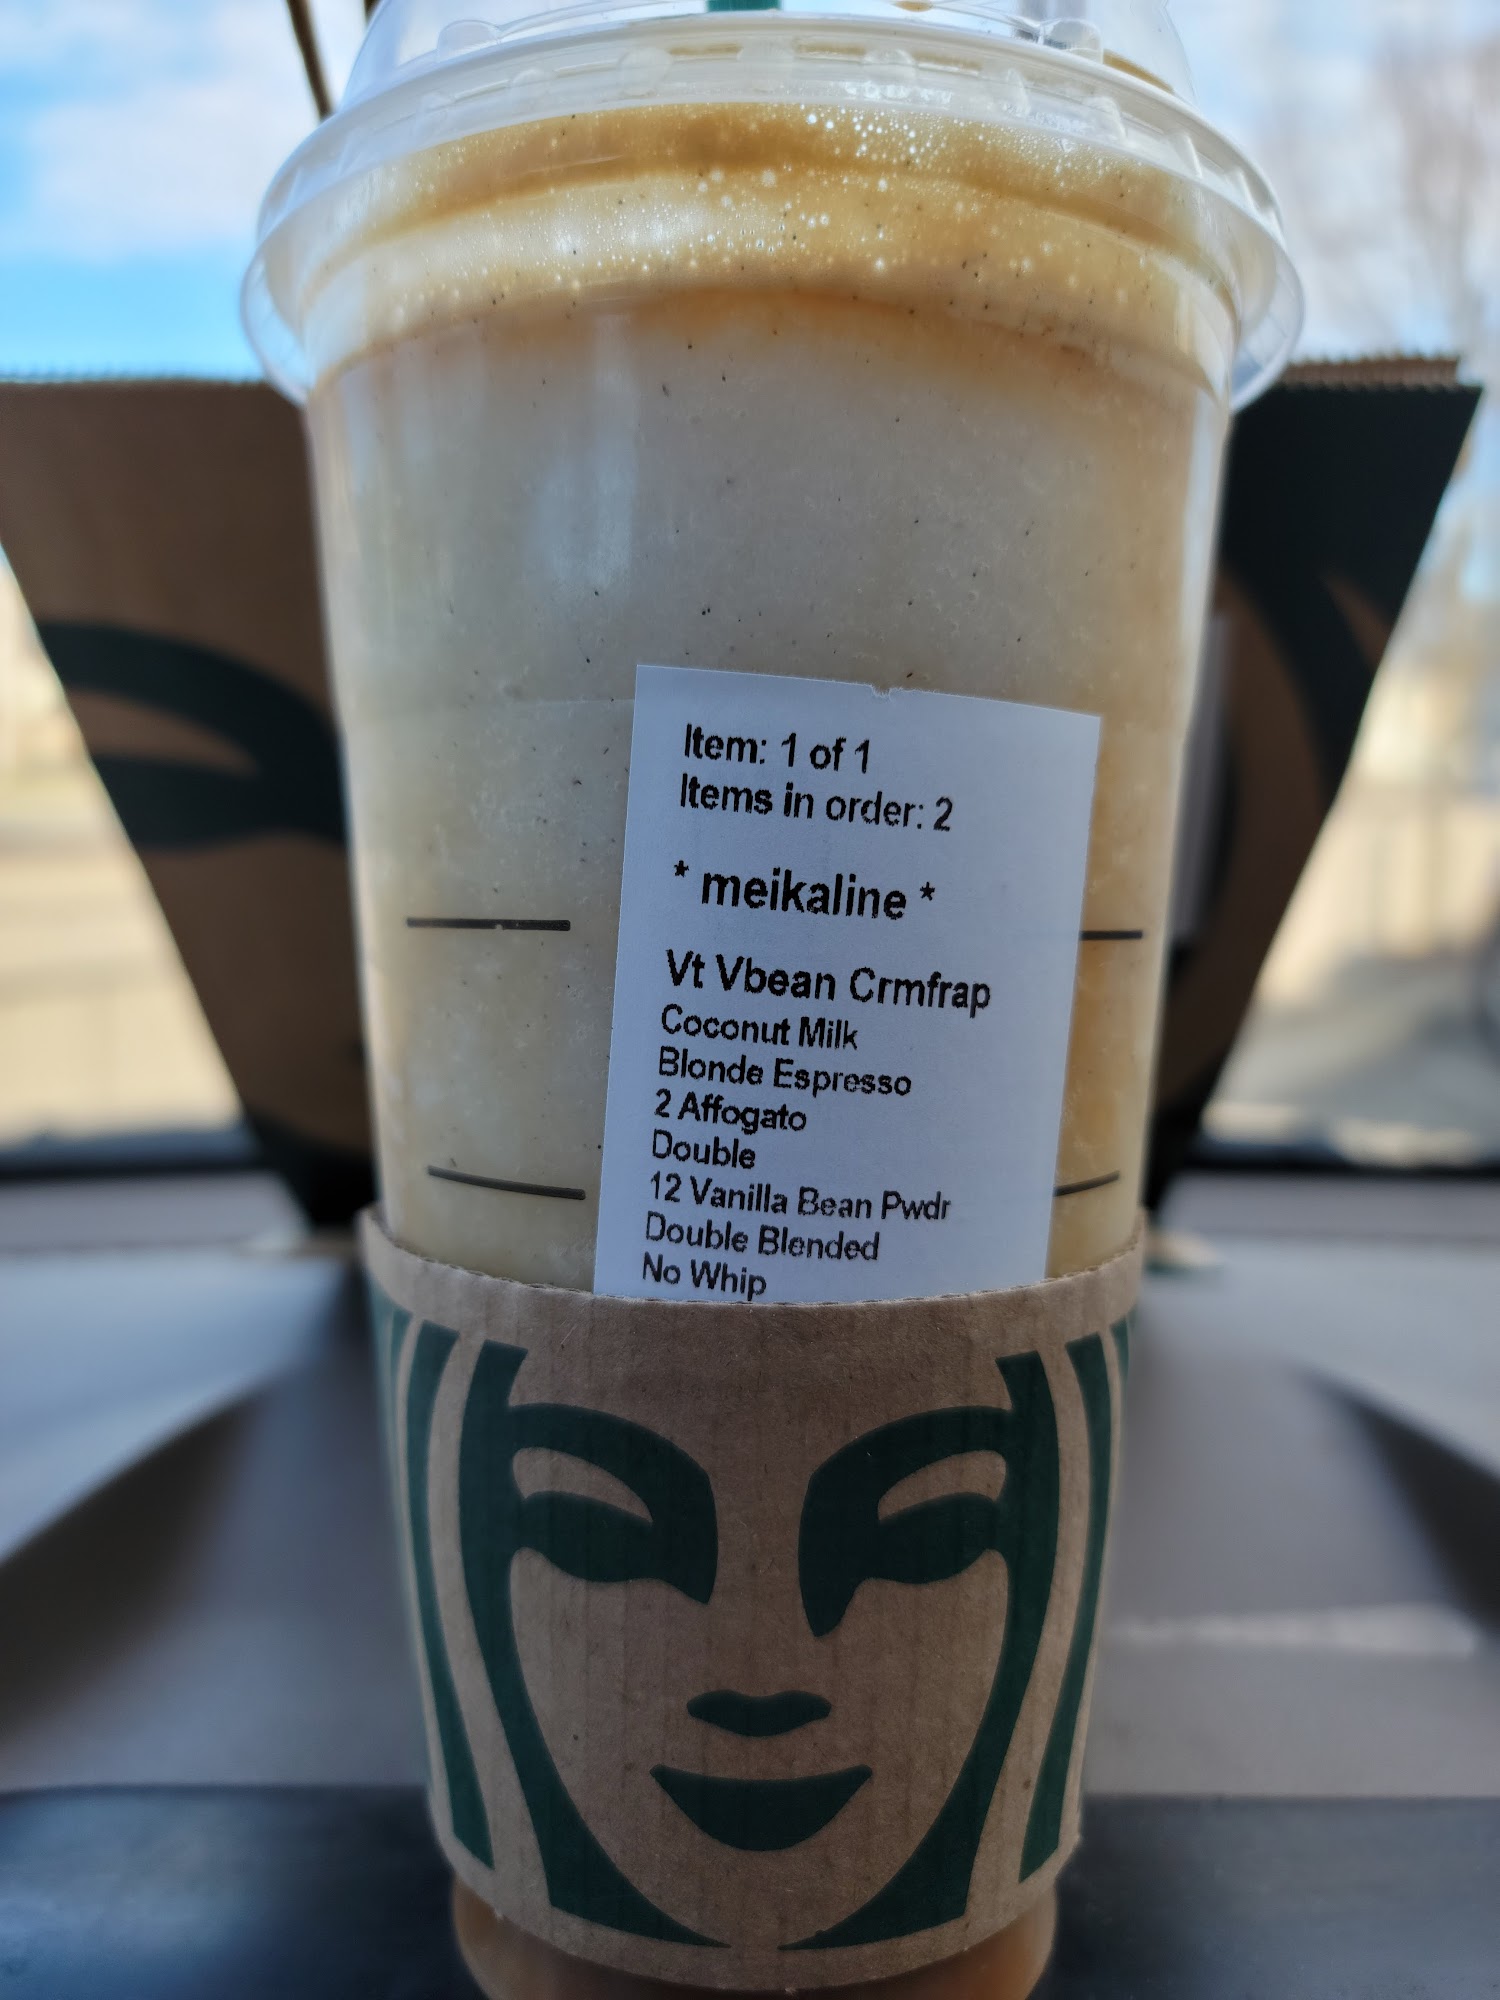 Item: 1 of 1
Items in order: 2
* meikaline *
Vt Vbean Crmfrap
Coconut Milk
Blonde Espresso
2 Affogato
Double
12 Vanilla Bean Pwdr
Double Blended
No Whip